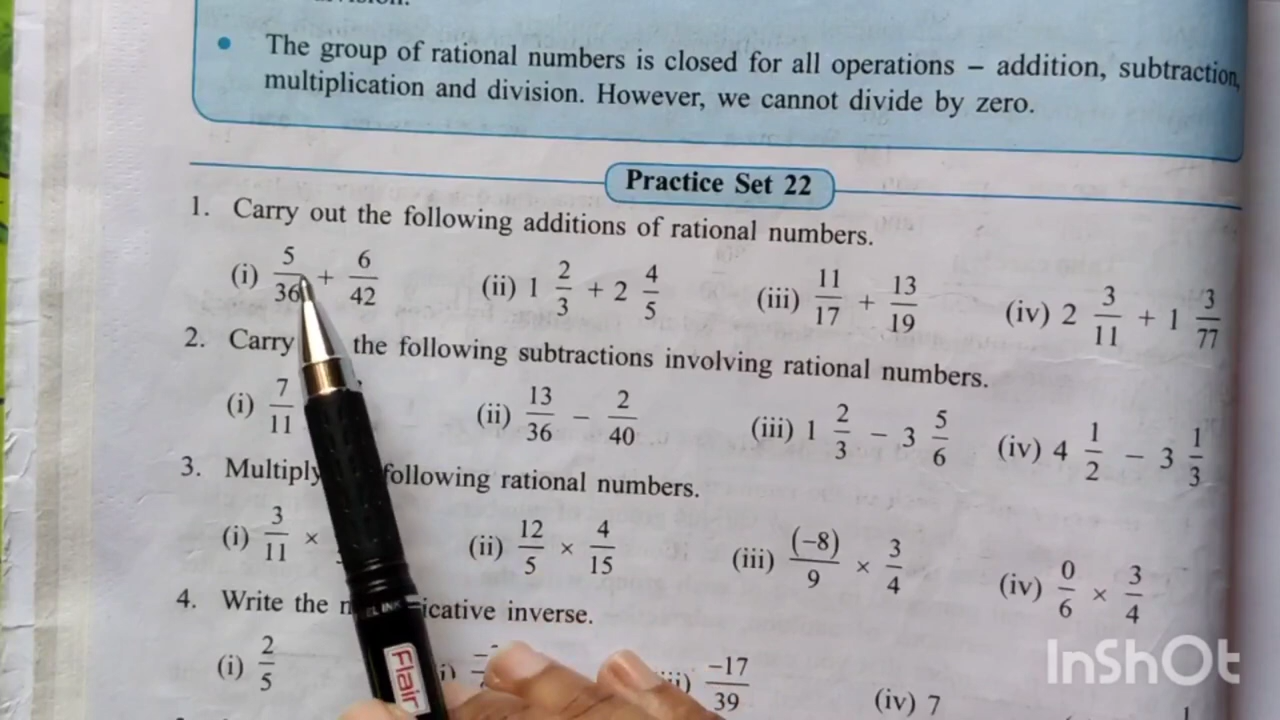 • The group of rational numbers is closed for all operations – addition, subtraction,
multiplication and division. However, we cannot divide by zero.
Practice Set 22
1. Carry out the following additions of rational numbers.
(i) 5/36 + 6/42 (ii) 1 2/3 + 2 4/5 (iii) 11/17 + 13/19 (iv) 2 3/11 + 1 3/77
2. Carry the following subtractions involving rational numbers.
(i) 7/11 (ii) 13/36 – 2/40 (iii) 1 2/3 – 3 5/6 (iv) 4 1/2 – 3 1/3
3. Multiply following rational numbers.
(i) 3/11 × (ii) 12/5 × 4/15 (iii) (–8)/9 × 3/4 (iv) 0/6 × 3/4
4. Write the inverse.
(i) 2/5 –17/39 (iv) 7
Flair
InShOt